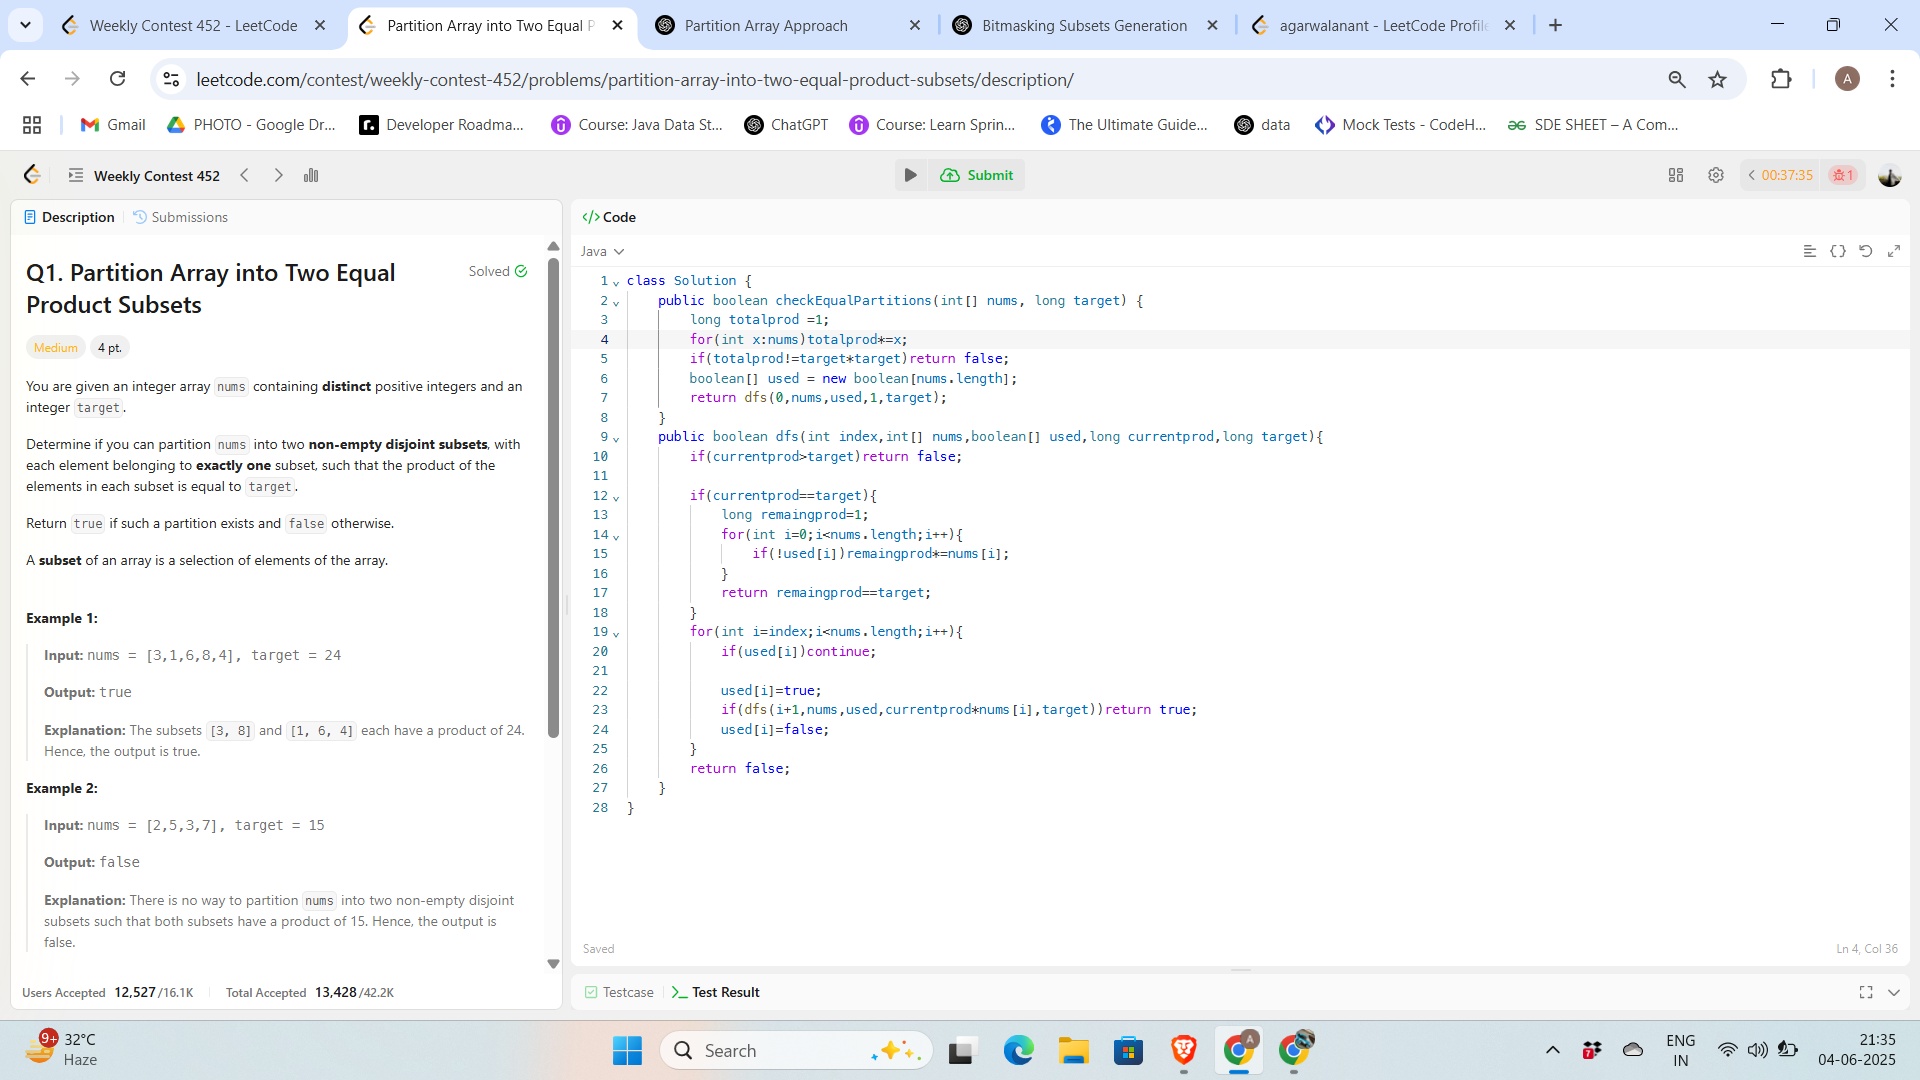 Weekly Contest 452 - LeetCode
Partition Array into Two Equal P
Partition Array Approach
Bitmasking Subsets Generation
agarwalanant - LeetCode Profile
leetcode.com/contest/weekly-contest-452/problems/partition-array-into-two-equal-product-subsets/description/
A
Gmail
PHOTO - Google Dr...
Developer Roadma...
Course: Java Data St...
ChatGPT
Course: Learn Sprin...
The Ultimate Guide...
data
Mock Tests - CodeH...
SDE SHEET – A Com...
Weekly Contest 452
Submit
00:37:35
1
Description
Submissions
Q1. Partition Array into Two Equal
Product Subsets
Solved
Medium
4 pt.
You are given an integer array nums containing distinct positive integers and an
integer target.
Determine if you can partition nums into two non-empty disjoint subsets, with
each element belonging to exactly one subset, such that the product of the
elements in each subset is equal to target.
Return true if such a partition exists and false otherwise.
A subset of an array is a selection of elements of the array.
Example 1:
Input: nums = [3,1,6,8,4], target = 24
Output: true
Explanation: The subsets [3, 8] and [1, 6, 4] each have a product of 24.
Hence, the output is true.
Example 2:
Input: nums = [2,5,3,7], target = 15
Output: false
Explanation: There is no way to partition nums into two non-empty disjoint
subsets such that both subsets have a product of 15. Hence, the output is
false.
Users Accepted 12,527/16.1K
Total Accepted 13,428/42.2K
</> Code
Java
1 class Solution {
2 public boolean checkEqualPartitions(int[] nums, long target) {
3 long totalprod =1;
4 for(int x:nums)totalprod*=x;
5 if(totalprod!=target*target)return false;
6 boolean[] used = new boolean[nums.length];
7 return dfs(0,nums,used,1,target);
8 }
9 public boolean dfs(int index,int[] nums,boolean[] used,long currentprod,long target){
10 if(currentprod>target)return false;
11
12 if(currentprod==target){
13 long remaingprod=1;
14 for(int i=0;i<nums.length;i++){
15 if(!used[i])remaingprod*=nums[i];
16 }
17 return remaingprod==target;
18 }
19 for(int i=index;i<nums.length;i++){
20 if(used[i])continue;
21
22 used[i]=true;
23 if(dfs(i+1,nums,used,currentprod*nums[i],target))return true;
24 used[i]=false;
25 }
26 return false;
27 }
28 }
Saved
Ln 4, Col 36
Testcase
Test Result
9+
32°C
Haze
Search
A
7
ENG
IN
21:35
04-06-2025